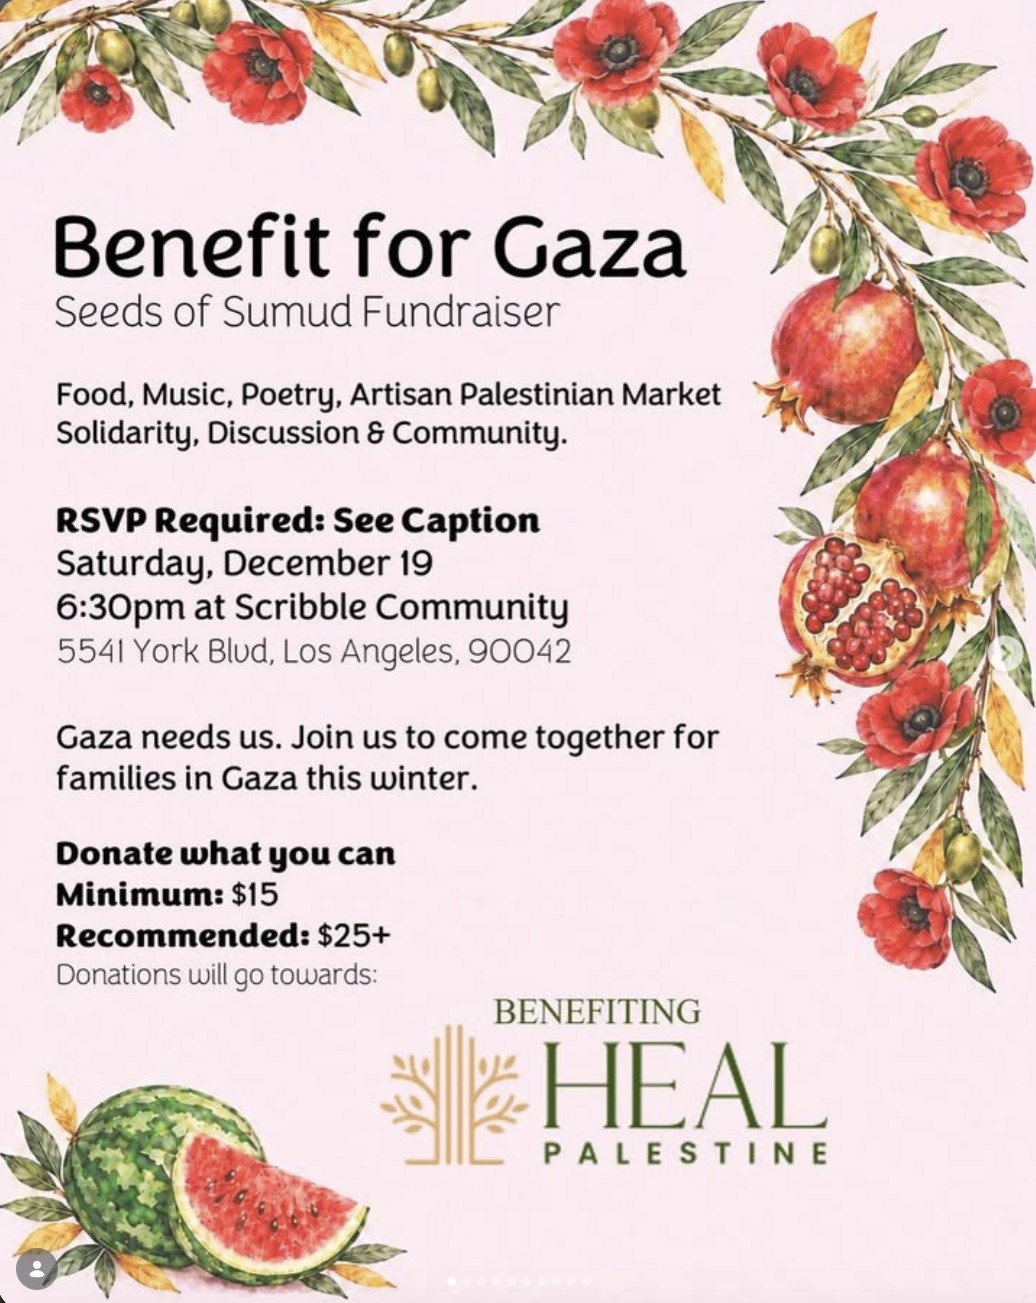 Benefit for Gaza
Seeds of Sumud Fundraiser
Food, Music, Poetry, Artisan Palestinian Market
Solidarity, Discussion & Community.
RSVP Required: See Caption
Saturday, December 19
6:30pm at Scribble Community
5541 York Blvd, Los Angeles, 90042
Gaza needs us. Join us to come together for
families in Gaza this winter.
Donate what you can
Minimum: $15
Recommended: $25+
Donations will go towards:
BENEFITING
HEAL
PALESTINE